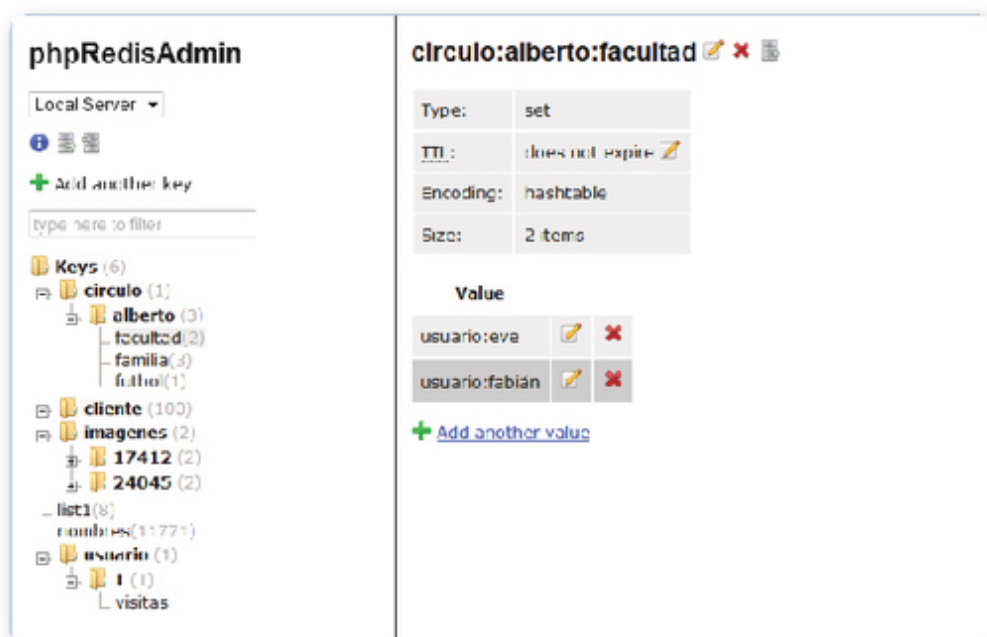 phpRedisAdmin
Local Server
Add another key
type here to filter
Keys (6)
circulo (1)
alberto (3)
facultad(2)
familia(3)
futbol(1)
cliente (100)
imagenes (2)
17412 (2)
24045 (2)
list1(8)
nombres(11771)
usuario (1)
1 (1)
visitas
circulo:alberto:facultad
Type: set
TTL: does not expire
Encoding: hashtable
Size: 2 items
Value
usuario:eva
usuario:fabián
Add another value